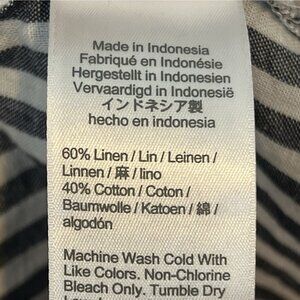 Made in Indonesia
Fabriqué en Indonésie
Hergestellt in Indonesien
Vervaardigd in Indonesië
インドネシア製
hecho en indonesia
60% Linen / Lin / Leinen /
Linnen / 麻 / lino
40% Cotton / Coton /
Baumwolle / Katoen / 綿 /
algodón
Machine Wash Cold With
Like Colors. Non-Chlorine
Bleach Only. Tumble Dry